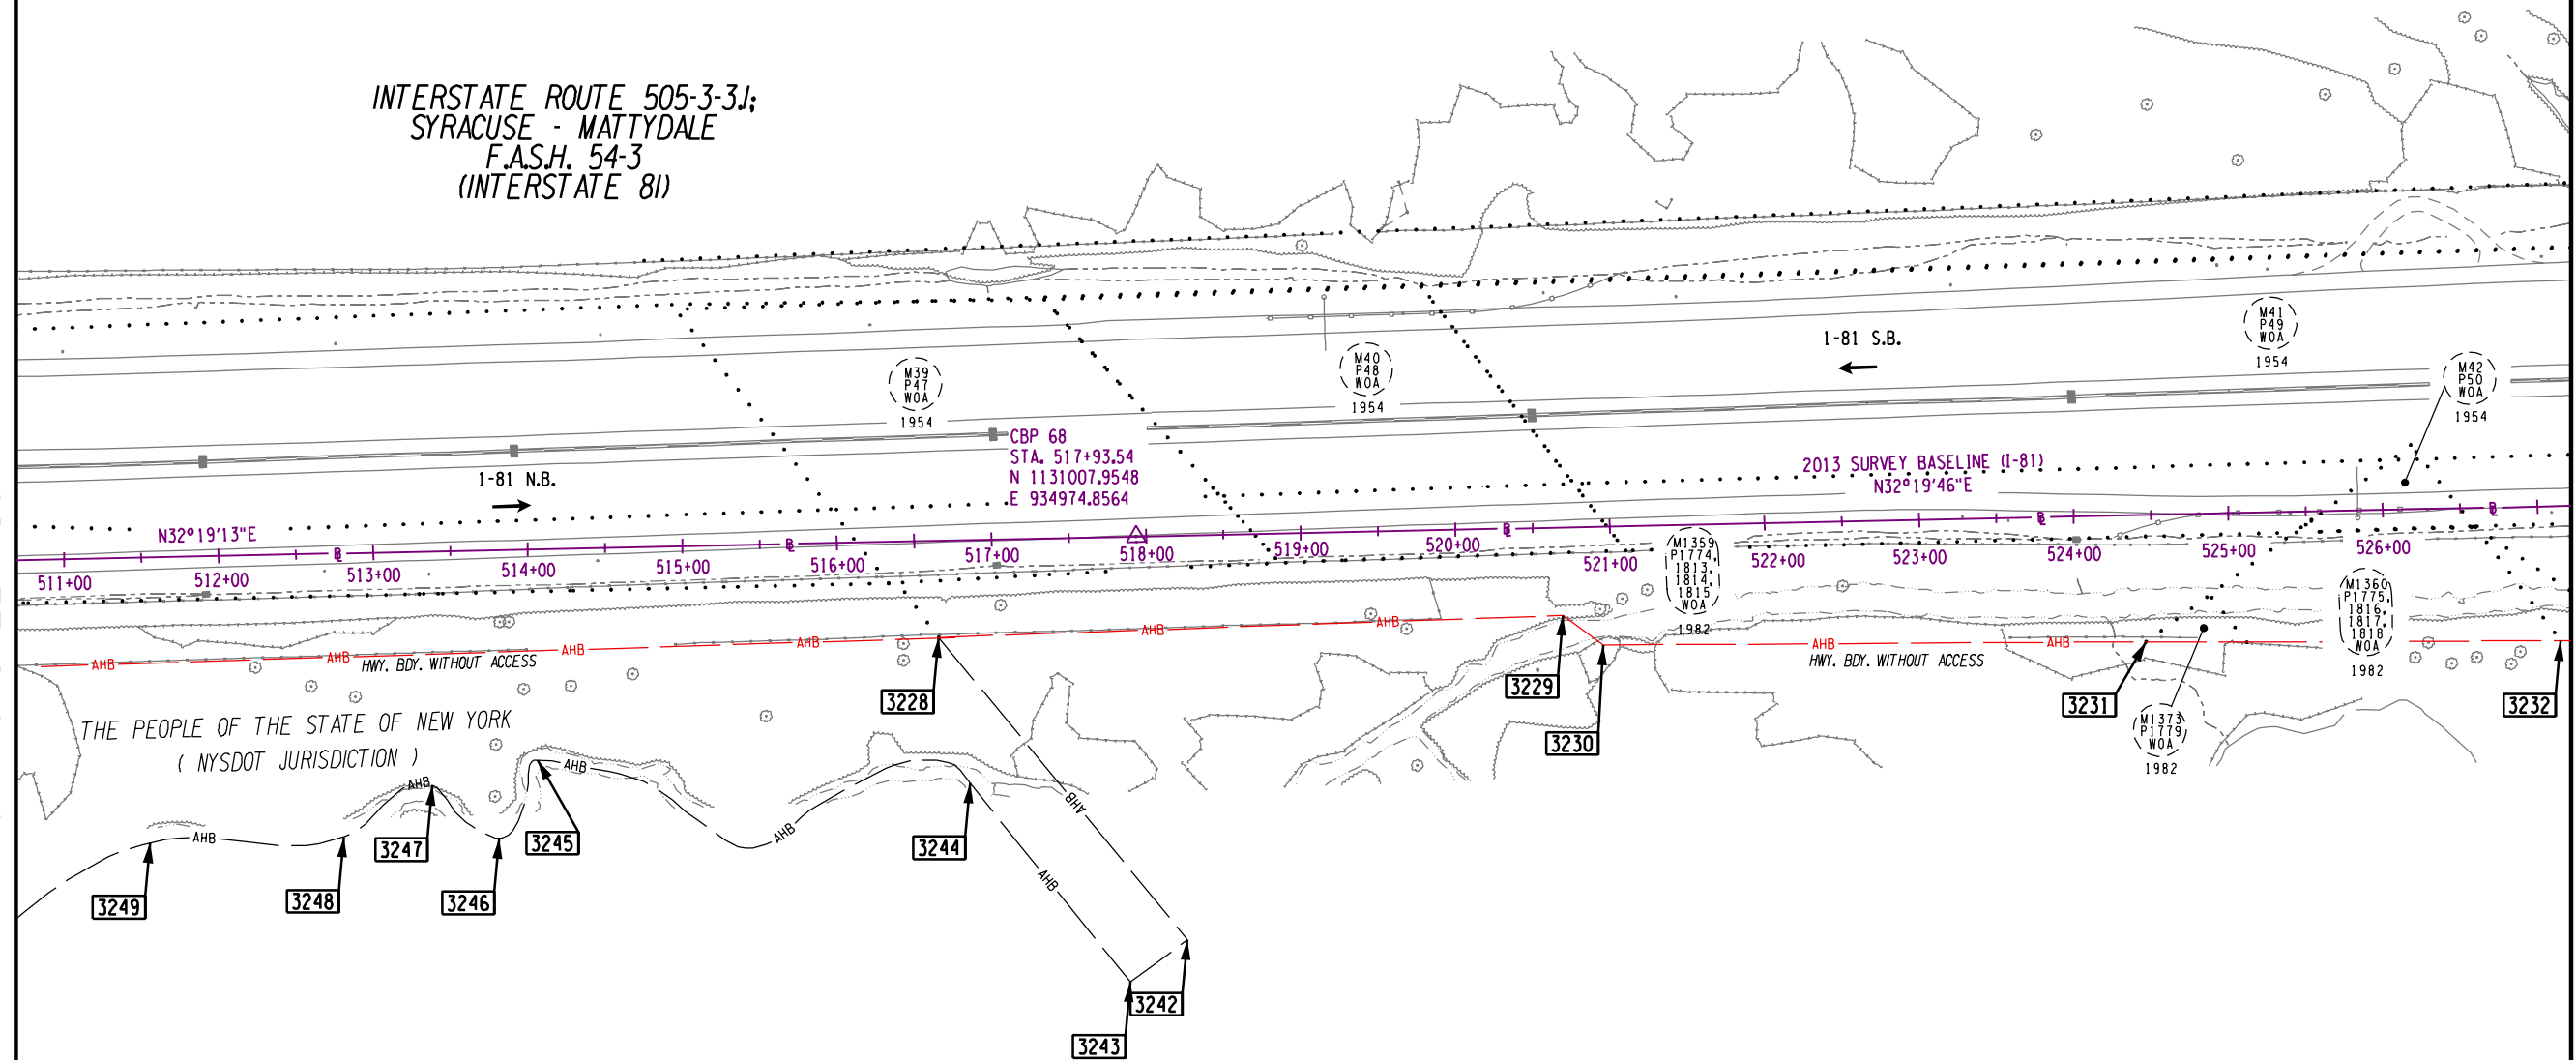 INTERSTATE ROUTE 505-3-3.1;
SYRACUSE - MATTYDALE
F.A.S.H. 54-3
(INTERSTATE 81)
M41
P49
WOA
1954
1-81 S.B.
M39
P47
WOA
1954
M40
P48
WOA
1954
M42
P50
WOA
1954
CBP 68
STA. 517+93.54
N 1131007.9548
E 934974.8564
1-81 N.B.
2013 SURVEY BASELINE (I-81)
N32°19'46"E
N32°19'13"E
511+00
512+00
513+00
514+00
515+00
516+00
517+00
518+00
519+00
520+00
521+00
522+00
523+00
524+00
525+00
526+00
M1359
P1774,
1813,
1814,
1815
WOA
1982
M1360
P1775,
1816,
1817,
1818
WOA
1982
AHB
AHB
AHB
AHB
AHB
AHB
AHB
AHB
HWY. BDY. WITHOUT ACCESS
HWY. BDY. WITHOUT ACCESS
3228
3229
3230
3231
3232
M1373
P1779
WOA
1982
THE PEOPLE OF THE STATE OF NEW YORK
( NYSDOT JURISDICTION )
AHB
AHB
AHB
AHB
AHB
AHB
3249
3248
3247
3246
3245
3244
3243
3242